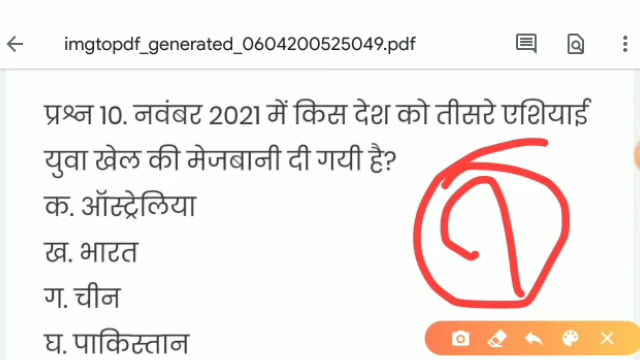 imgtopdf_generated_0604200525049.pdf
प्रश्न 10. नवंबर 2021 में किस देश को तीसरे एशियाई
युवा खेल की मेजबानी दी गयी है?
क. ऑस्ट्रेलिया
ख. भारत
ग. चीन
घ. पाकिस्तान